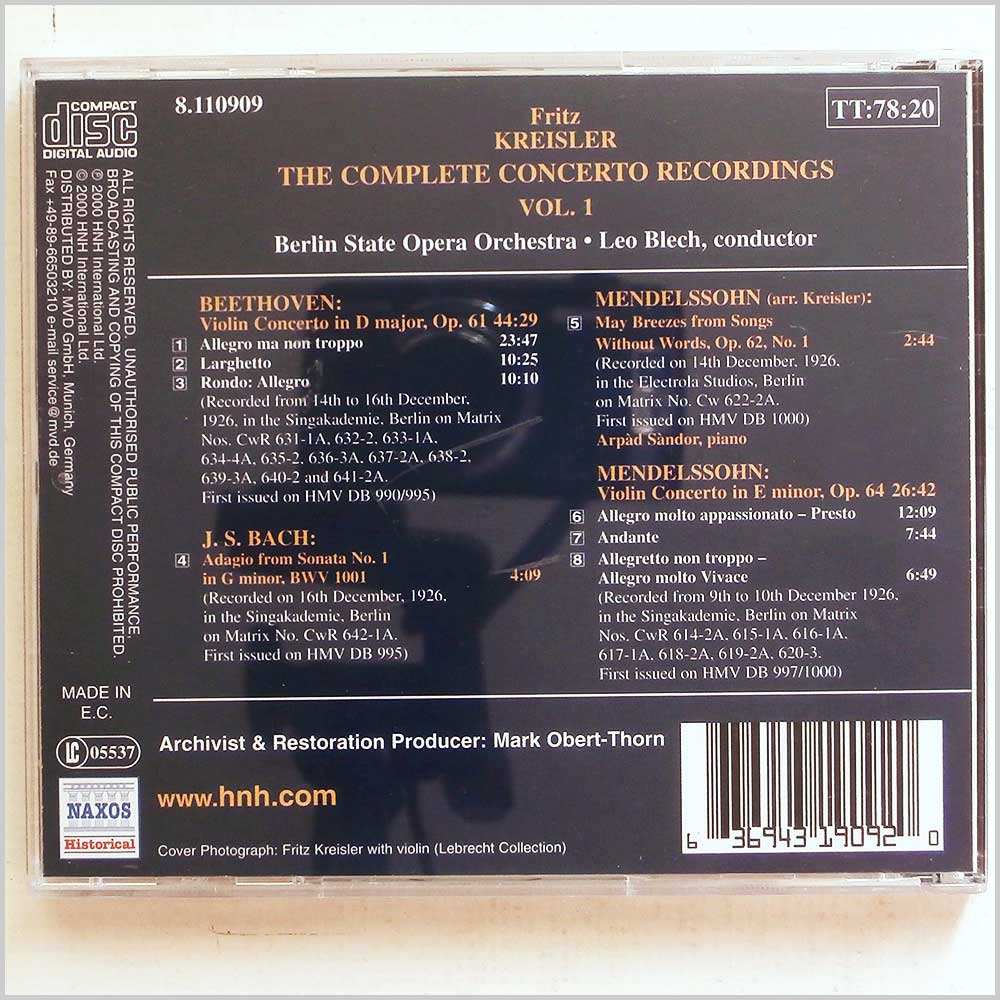 COMPACT
disc
DIGITAL AUDIO
8.110909
TT:78:20
Fritz
KREISLER
THE COMPLETE CONCERTO RECORDINGS
VOL. 1
Berlin State Opera Orchestra • Leo Blech, conductor
BEETHOVEN:
Violin Concerto in D major, Op. 61 44:29
1 Allegro ma non troppo 23:47
2 Larghetto 10:25
3 Rondo: Allegro 10:10
(Recorded from 14th to 16th December,
1926, in the Singakademie, Berlin on Matrix
Nos. CwR 631-1A, 632-2, 633-1A,
634-4A, 635-2, 636-3A, 637-2A, 638-2,
639-3A, 640-2 and 641-2A.
First issued on HMV DB 990/995)
J. S. BACH:
4 Adagio from Sonata No. 1
in G minor, BWV 1001 4:09
(Recorded on 16th December, 1926,
in the Singakademie, Berlin
on Matrix No. CwR 642-1A.
First issued on HMV DB 995)
MENDELSSOHN (arr. Kreisler):
5 May Breezes from Songs
Without Words, Op. 62, No. 1 2:44
(Recorded on 14th December, 1926,
in the Electrola Studios, Berlin
on Matrix No. Cw 622-2A.
First issued on HMV DB 1000)
Arpàd Sàndor, piano
MENDELSSOHN:
Violin Concerto in E minor, Op. 64 26:42
6 Allegro molto appassionato – Presto 12:09
7 Andante 7:44
8 Allegretto non troppo –
Allegro molto Vivace 6:49
(Recorded from 9th to 10th December 1926,
in the Singakademie, Berlin on Matrix
Nos. CwR 614-2A, 615-1A, 616-1A,
617-1A, 618-2A, 619-2A, 620-3.
First issued on HMV DB 997/1000)
ALL RIGHTS RESERVED. UNAUTHORISED PUBLIC PERFORMANCE,
BROADCASTING AND COPYING OF THIS COMPACT DISC PROHIBITED.
℗ 2000 HNH International Ltd.
© 2000 HNH International Ltd.
DISTRIBUTED BY: MVD GmbH, Munich, Germany
Fax +49-89-66503210 e-mail service@mvd.de
MADE IN
E.C.
LC 05537
NAXOS
Historical
Archivist & Restoration Producer: Mark Obert-Thorn
www.hnh.com
Cover Photograph: Fritz Kreisler with violin (Lebrecht Collection)
6 36943 19092 0